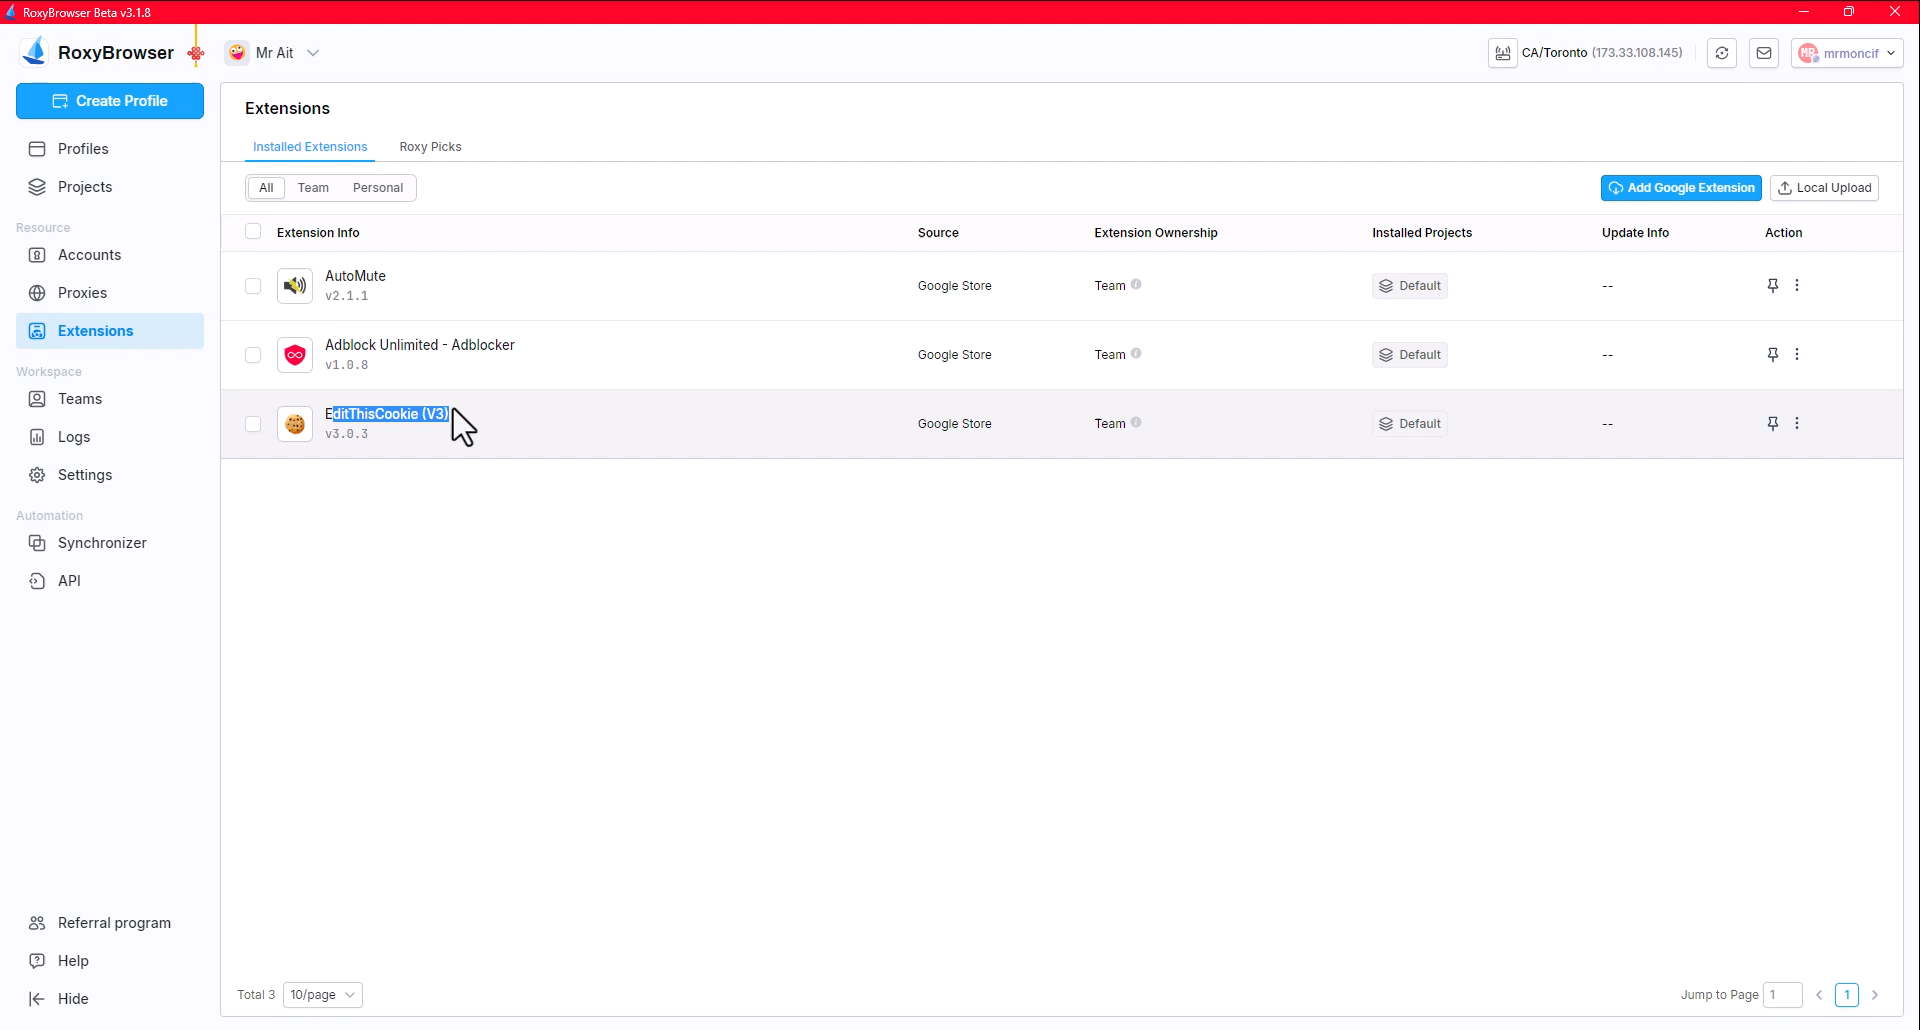 RoxyBrowser Beta v3.1.8
RoxyBrowser
Mr Ait
CA/Toronto (173.33.108.145)
MR
mrmoncif
Create Profile
Profiles
Projects
Resource
Accounts
Proxies
Extensions
Workspace
Teams
Logs
Settings
Automation
Synchronizer
API
Referral program
Help
Hide
Extensions
Installed Extensions Roxy Picks
All Team Personal
Add Google Extension Local Upload
Extension Info Source Extension Ownership Installed Projects Update Info Action
AutoMute
v2.1.1
Google Store Team Default --
Adblock Unlimited - Adblocker
v1.0.8
Google Store Team Default --
EditThisCookie (V3)
v3.0.3
Google Store Team Default --
Total 3 10/page
Jump to Page 1 < 1 >